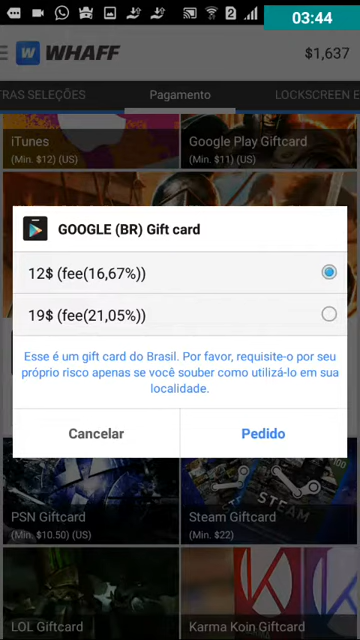 03:44
W WHAFF
$1,637
TRAS SELEÇÕES
Pagamento
LOCKSCREEN E
iTunes
(Min. $12) (US)
Google Play Giftcard
(Min. $11) (US)
GOOGLE (BR) Gift card
12$ (fee(16,67%))
19$ (fee(21,05%))
Esse é um gift card do Brasil. Por favor, requisite-o por seu
próprio risco apenas se você souber como utilizá-lo em sua
localidade.
Cancelar
Pedido
PSN Giftcard
(Min. $10.50) (US)
STEAM
100
Steam Giftcard
(Min. $22)
LOL Giftcard
Karma Koin Giftcard